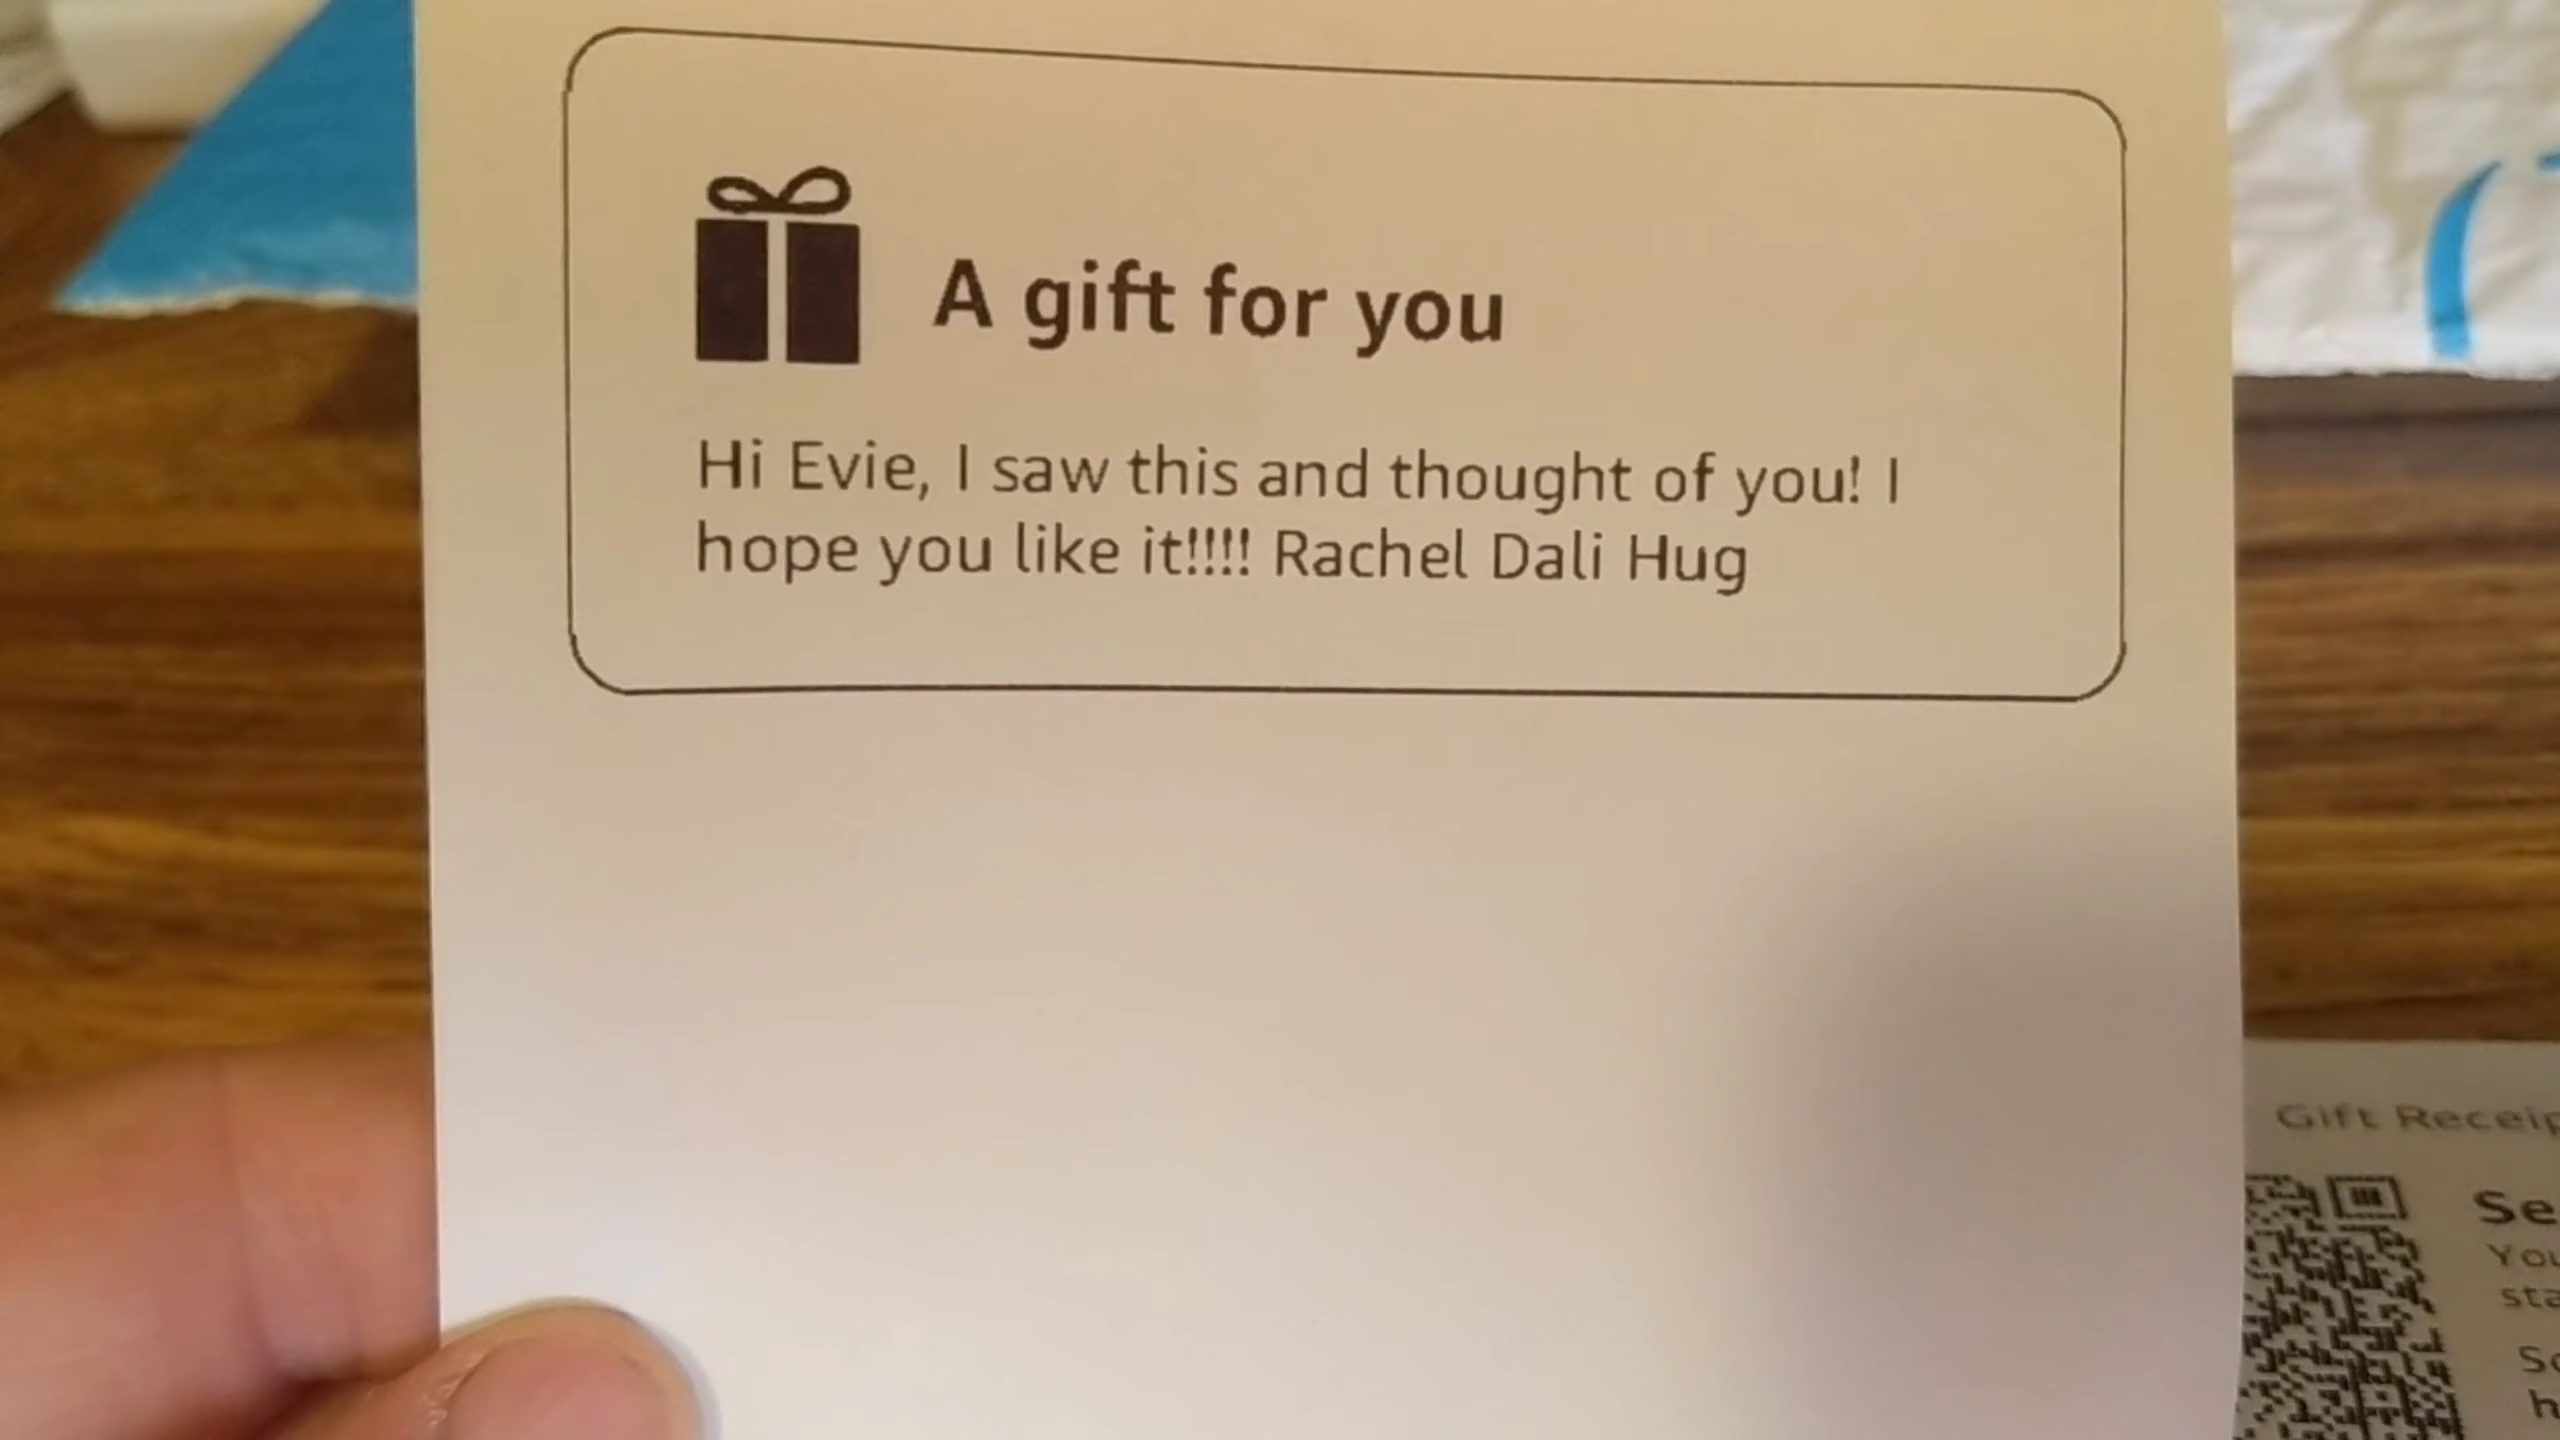 A gift for you
Hi Evie, I saw this and thought of you! I
hope you like it!!!! Rachel Dali Hug
Gift